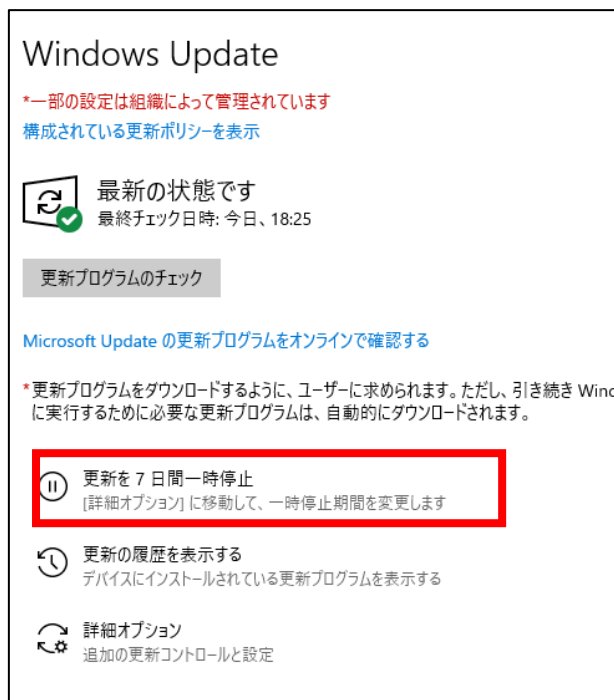 Windows Update
*一部の設定は組織によって管理されています
構成されている更新ポリシーを表示
最新の状態です
最終チェック日時: 今日、18:25
更新プログラムのチェック
Microsoft Update の更新プログラムをオンラインで確認する
*更新プログラムをダウンロードするように、ユーザーに求められます。ただし、引き続き
に実行するために必要な更新プログラムは、自動的にダウンロードされます。
更新を 7 日間一時停止
[詳細オプション] に移動して、一時停止期間を変更します
更新の履歴を表示する
デバイスにインストールされている更新プログラムを表示する
詳細オプション
追加の更新コントロールと設定